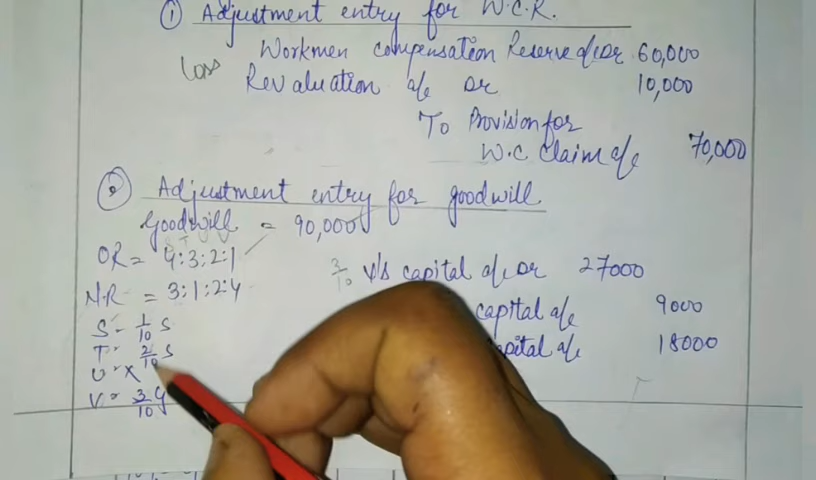 ① Adjustment entry for W.C.R.
Workmen compensation Reserve a/c Dr 60,000
Loss
Revaluation a/c Dr 10,000
To Provision for
W.C. Claim a/c 70,000
② Adjustment entry for goodwill
Goodwill = 90,000
OR = 4:3:2:1
N.R = 3:1:2:4
3/10 V's capital a/c Dr 27000
capital a/c 9000
capital a/c 18000
S = 1/10 S
T = 2/10 S
U = X
V = 3/10 G